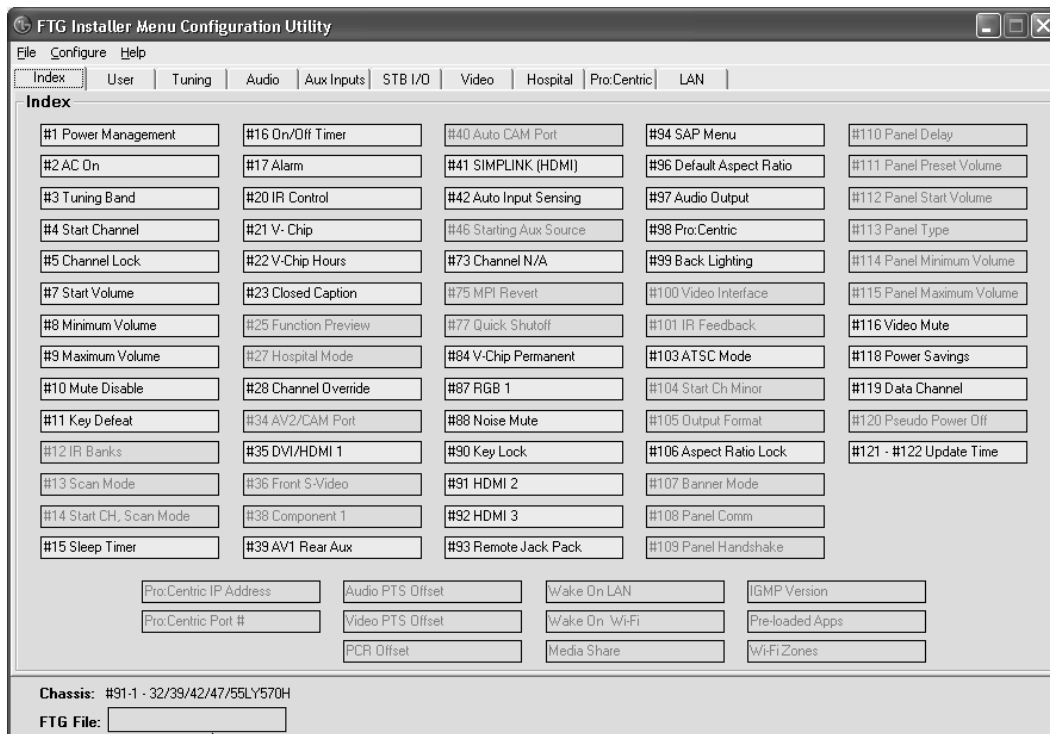 FTG Installer Menu Configuration Utility
File Configure Help
Index User Tuning Audio Aux Inputs STB I/O Video Hospital Pro:Centric LAN
Index
#1 Power Management #16 On/Off Timer #40 Auto CAM Port #94 SAP Menu #110 Panel Delay
#2 AC On #17 Alarm #41 SIMPLINK (HDMI) #96 Default Aspect Ratio #111 Panel Preset Volume
#3 Tuning Band #20 IR Control #42 Auto Input Sensing #97 Audio Output #112 Panel Start Volume
#4 Start Channel #21 V- Chip #46 Starting Aux Source #98 Pro:Centric #113 Panel Type
#5 Channel Lock #22 V-Chip Hours #73 Channel N/A #99 Back Lighting #114 Panel Minimum Volume
#7 Start Volume #23 Closed Caption #75 MPI Revert #100 Video Interface #115 Panel Maximum Volume
#8 Minimum Volume #25 Function Preview #77 Quick Shutoff #101 IR Feedback #116 Video Mute
#9 Maximum Volume #27 Hospital Mode #84 V-Chip Permanent #103 ATSC Mode #118 Power Savings
#10 Mute Disable #28 Channel Override #87 RGB 1 #104 Start Ch Minor #119 Data Channel
#11 Key Defeat #34 AV2/CAM Port #88 Noise Mute #105 Output Format #120 Pseudo Power Off
#12 IR Banks #35 DVI/HDMI 1 #90 Key Lock #106 Aspect Ratio Lock #121 - #122 Update Time
#13 Scan Mode #36 Front S-Video #91 HDMI 2 #107 Banner Mode
#14 Start CH, Scan Mode #38 Component 1 #92 HDMI 3 #108 Panel Comm
#15 Sleep Timer #39 AV1 Rear Aux #93 Remote Jack Pack #109 Panel Handshake
Pro:Centric IP Address Audio PTS Offset Wake On LAN IGMP Version
Pro:Centric Port # Video PTS Offset Wake On Wi-Fi Pre-loaded Apps
PCR Offset Media Share Wi-Fi Zones
Chassis: #91-1 - 32/39/42/47/55LY570H
FTG File: